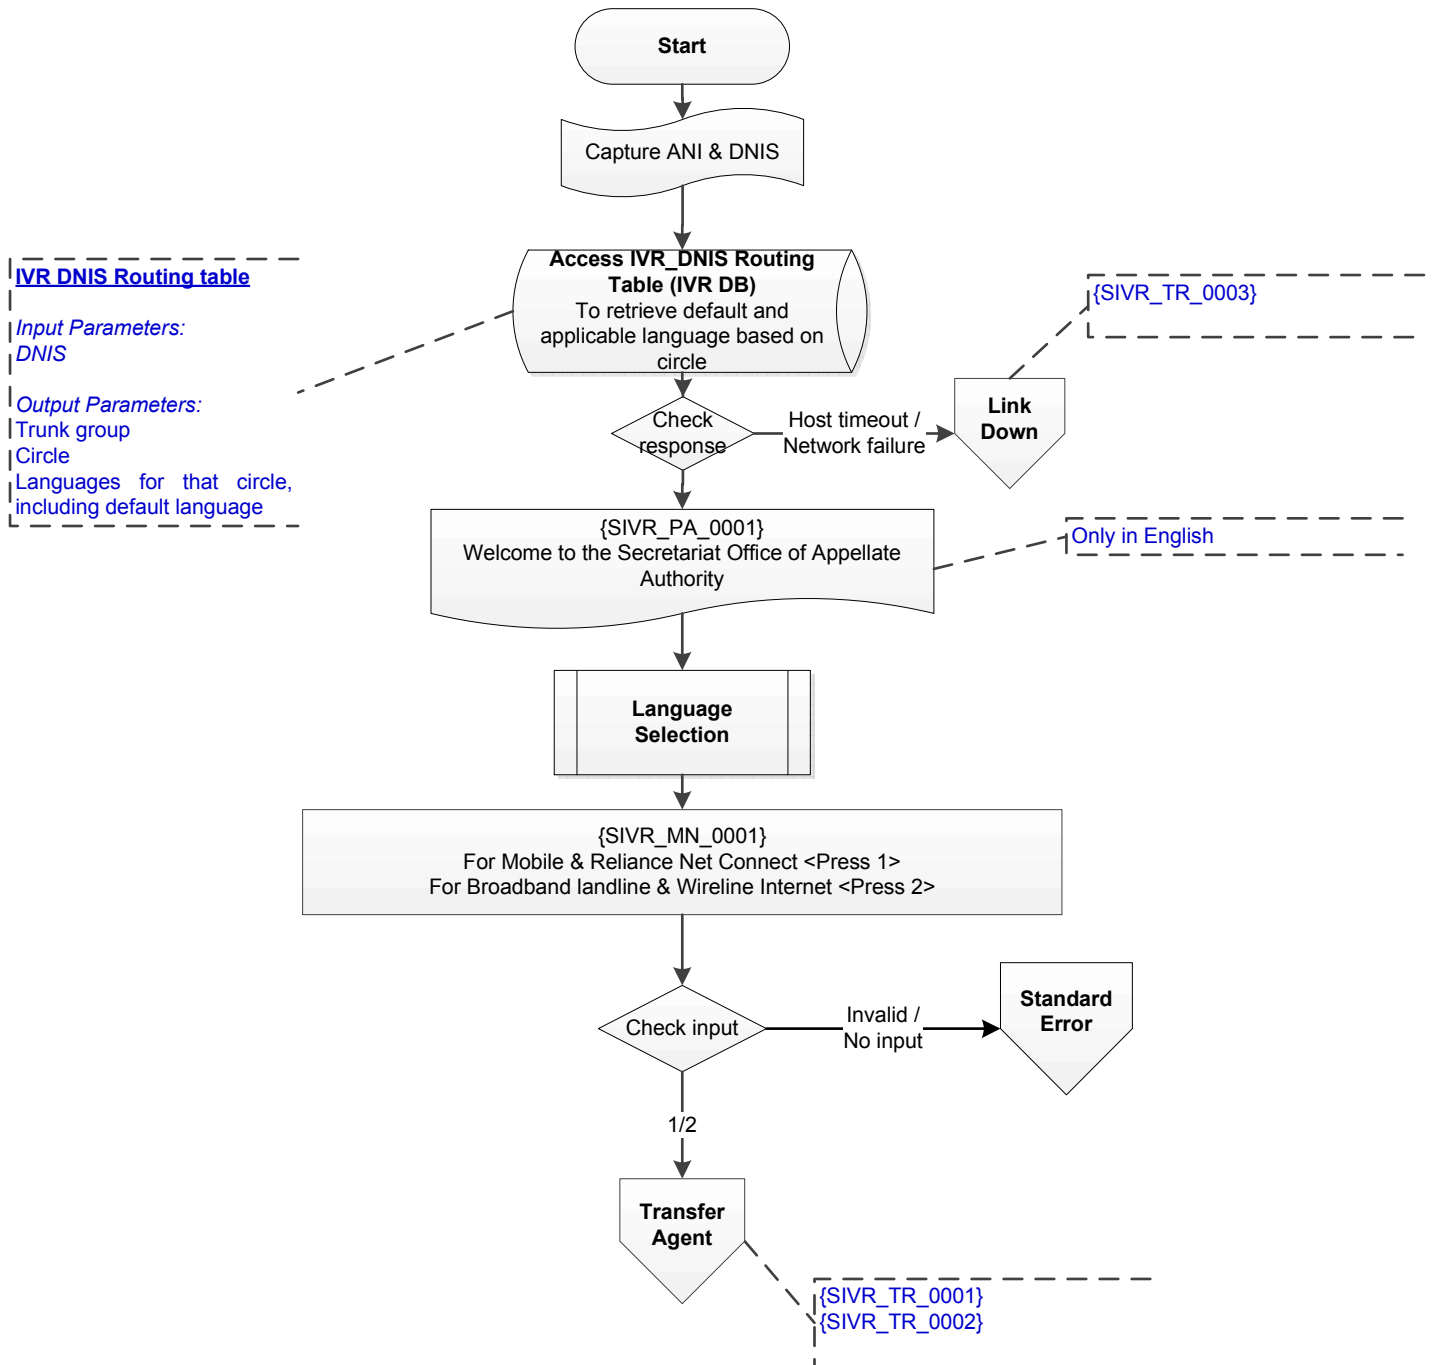 Start
Capture ANI & DNIS
Access IVR_DNIS Routing
Table (IVR DB)
To retrieve default and
applicable language based on
circle
IVR DNIS Routing table
Input Parameters:
DNIS
Output Parameters:
Trunk group
Circle
Languages for that circle,
including default language
{SIVR_TR_0003}
Check
response
Host timeout /
Network failure
Link
Down
{SIVR_PA_0001}
Welcome to the Secretariat Office of Appellate
Authority
Only in English
Language
Selection
{SIVR_MN_0001}
For Mobile & Reliance Net Connect <Press 1>
For Broadband landline & Wireline Internet <Press 2>
Check input
Invalid /
No input
Standard
Error
1/2
Transfer
Agent
{SIVR_TR_0001}
{SIVR_TR_0002}